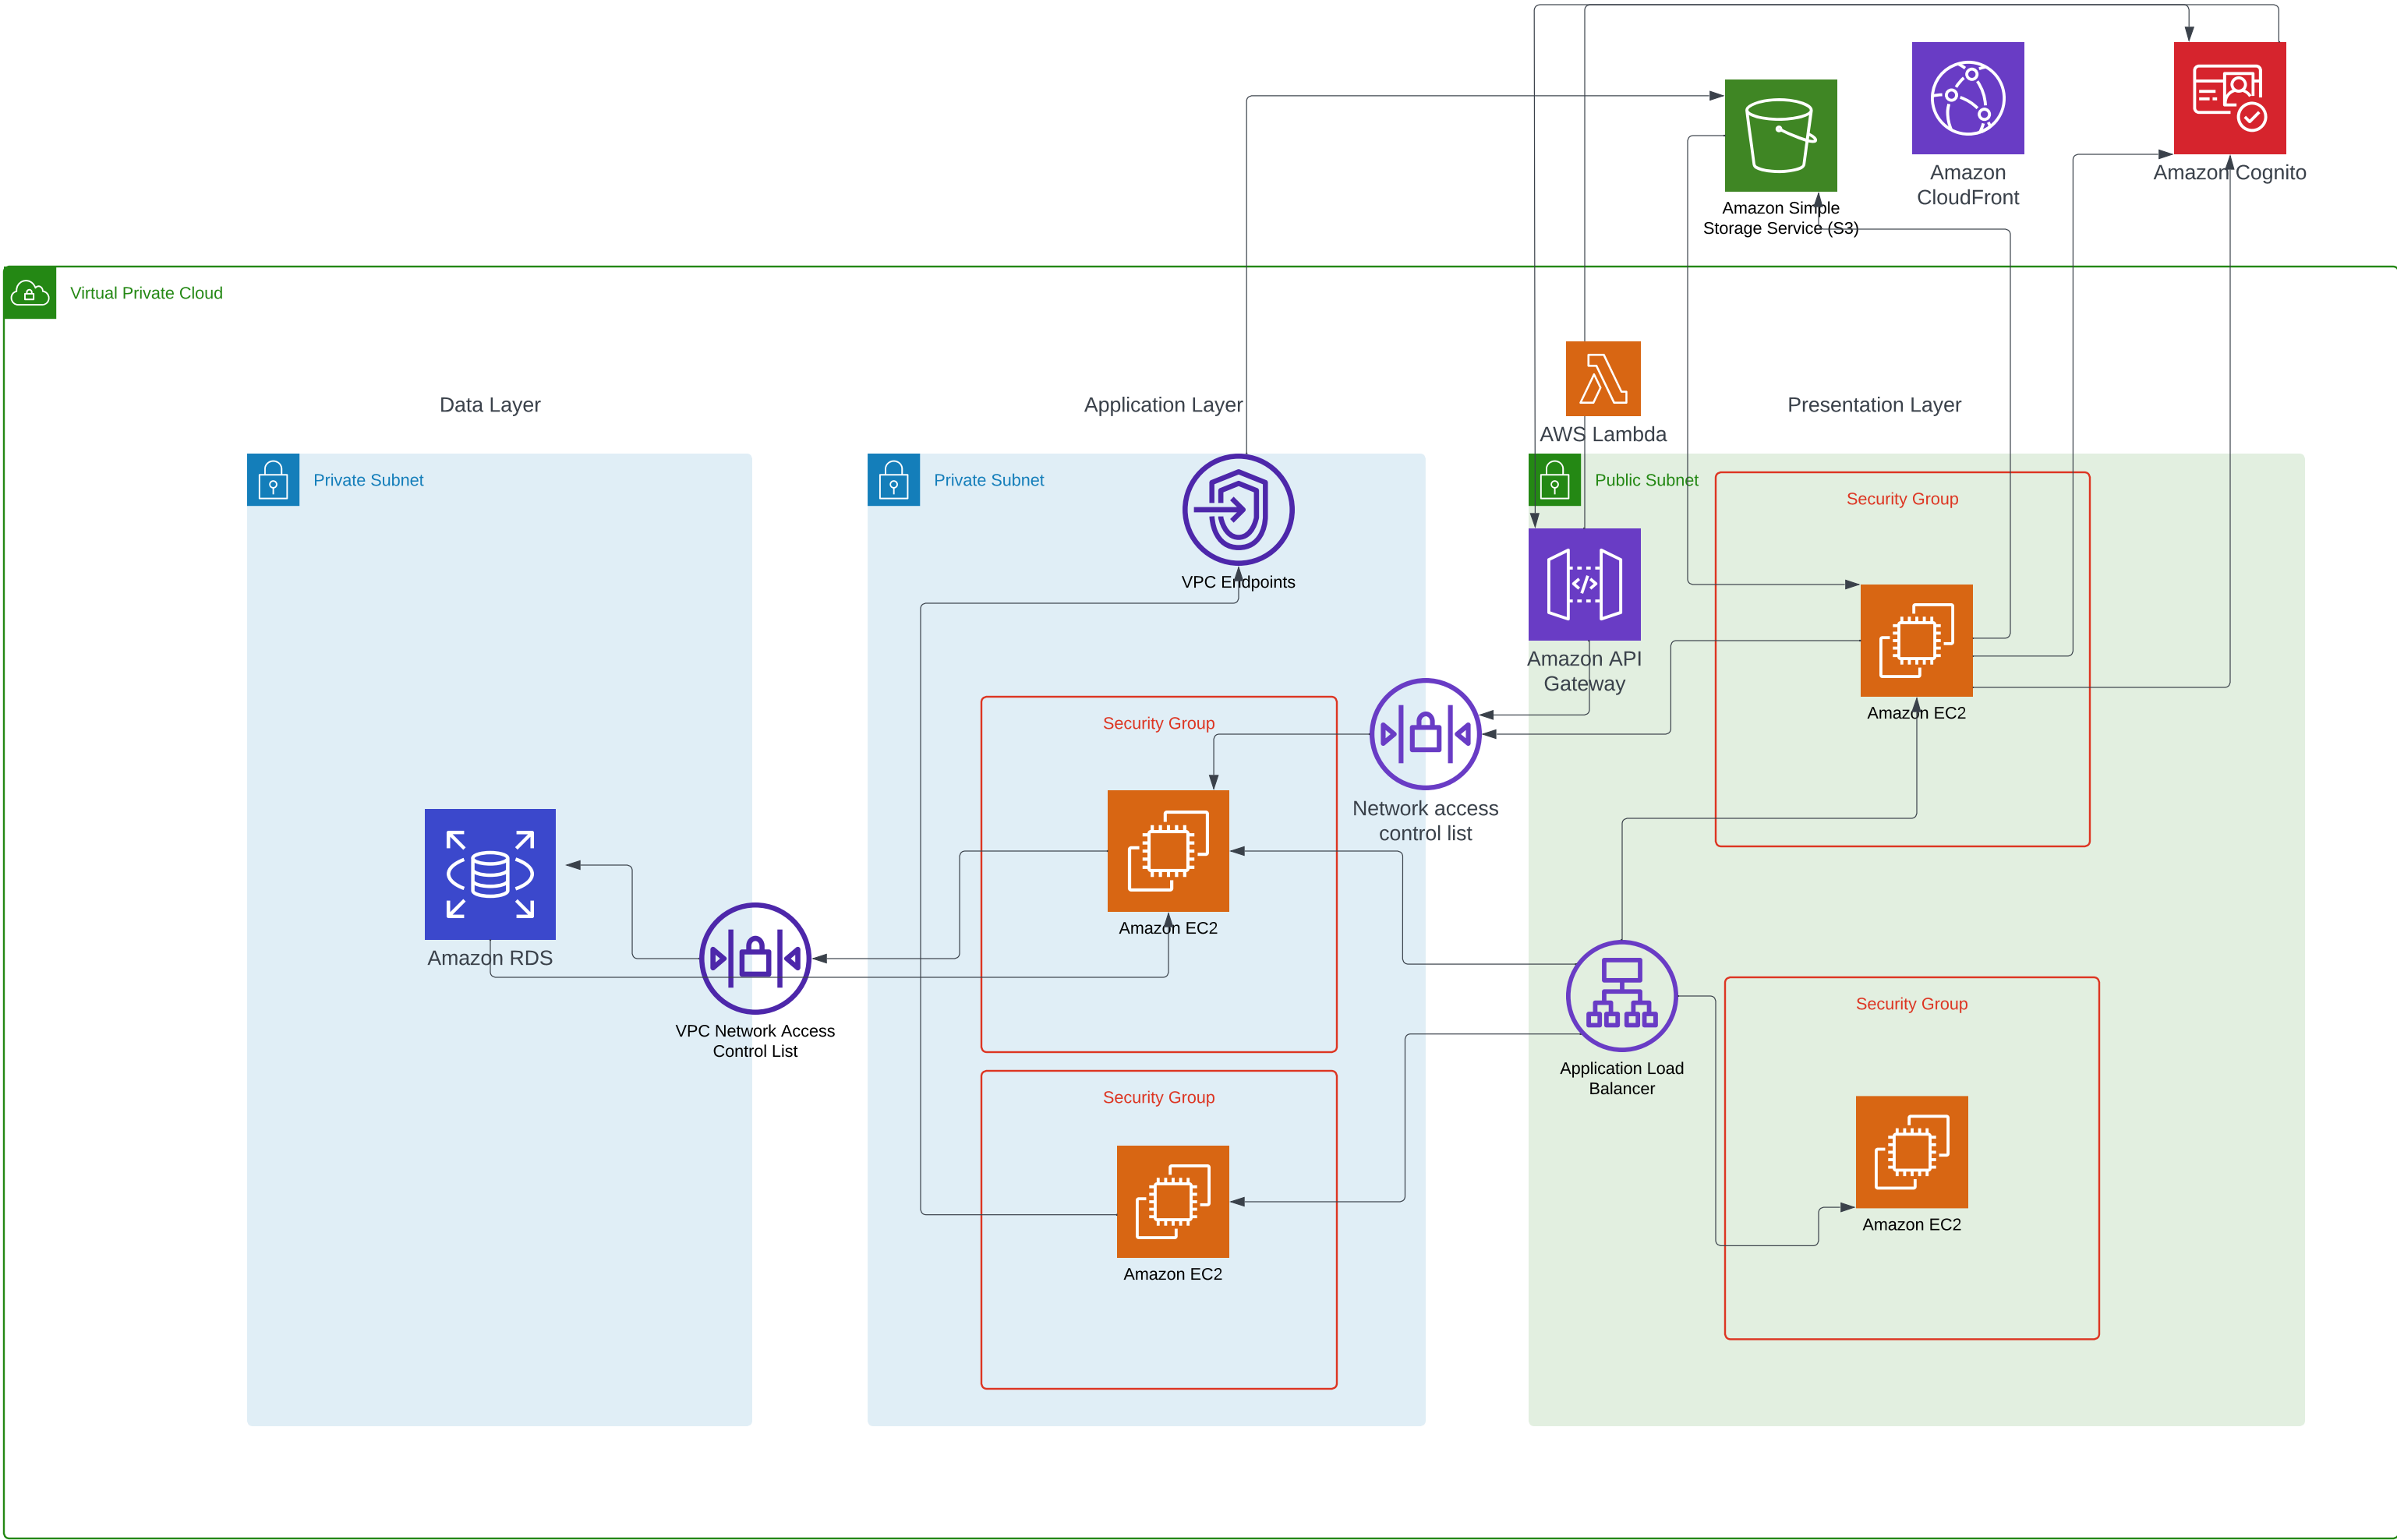 Amazon Simple
Storage Service (S3)
Amazon
CloudFront
Amazon Cognito
Virtual Private Cloud
Data Layer
Application Layer
AWS Lambda
Presentation Layer
Private Subnet
Private Subnet
VPC Endpoints
Public Subnet
Security Group
Amazon API
Gateway
Amazon EC2
Security Group
Network access
control list
Amazon EC2
Amazon RDS
VPC Network Access
Control List
Security Group
Amazon EC2
Application Load
Balancer
Security Group
Amazon EC2